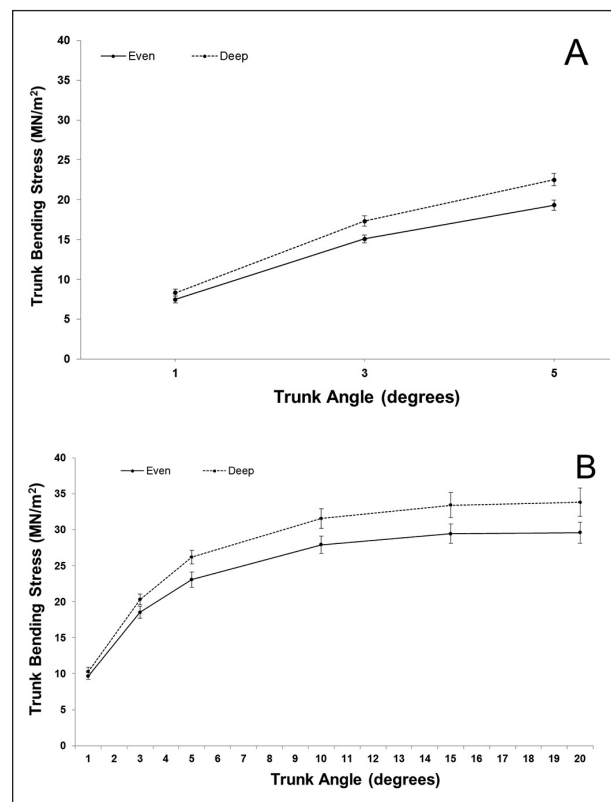 A
Even Deep
40
35
30
25
20
15
10
5
0
Trunk Bending Stress (MN/m²)
1 3 5
Trunk Angle (degrees)
B
Even Deep
40
35
30
25
20
15
10
5
0
Trunk Bending Stress (MN/m²)
1 2 3 4 5 6 7 8 9 10 11 12 13 14 15 16 17 18 19 20
Trunk Angle (degrees)